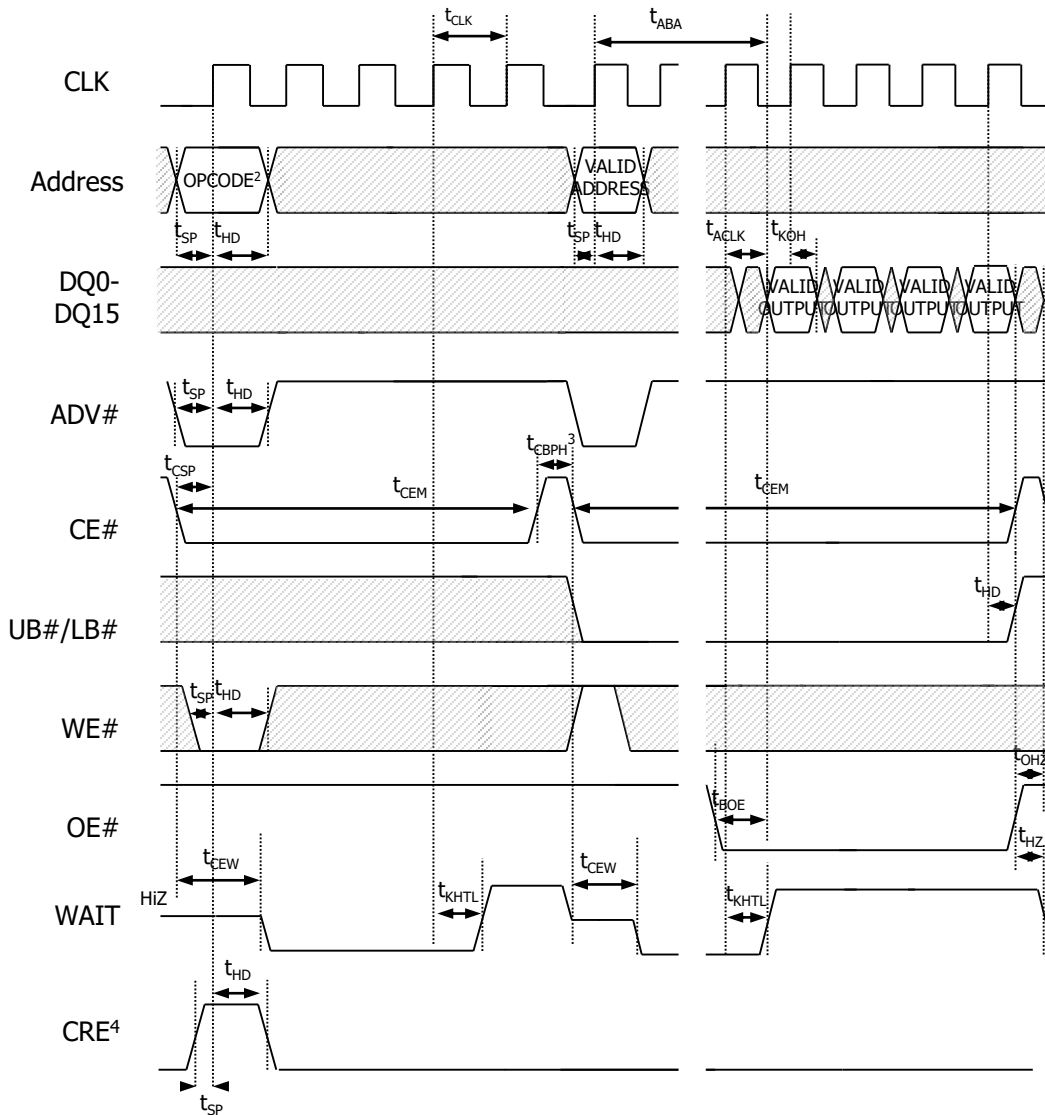 tCLK
tABA
CLK
Address
OPCODE²
VALID
ADDRESS
tSP
tHD
tSP
tHD
tACLK
tKOH
DQ0-
DQ15
VALID
OUTPUT
VALID
OUTPUT
VALID
OUTPUT
VALID
OUTPUT
ADV#
tSP
tHD
tCBPH³
tCSP
CE#
tCEM
tCEM
UB#/LB#
tHD
WE#
tSP
tHD
tOHZ
OE#
tBOE
tHZ
tCEW
tCEW
HiZ
WAIT
tKHTL
tKHTL
tHD
CRE⁴
tSP